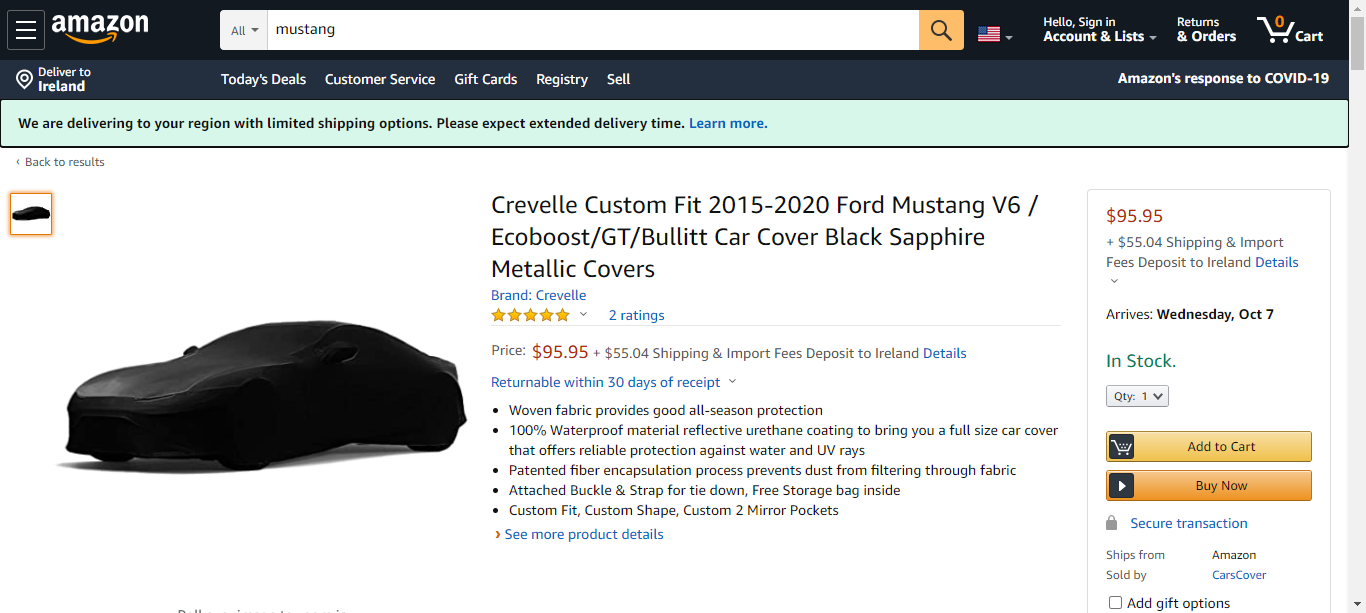 amazon
All
mustang
Hello, Sign in
Account & Lists
Returns
& Orders
0
Cart
Deliver to
Ireland
Today's Deals
Customer Service
Gift Cards
Registry
Sell
Amazon's response to COVID-19
We are delivering to your region with limited shipping options. Please expect extended delivery time. Learn more.
‹ Back to results
Crevelle Custom Fit 2015-2020 Ford Mustang V6 /
Ecoboost/GT/Bullitt Car Cover Black Sapphire
Metallic Covers
Brand: Crevelle
2 ratings
Price: $95.95 + $55.04 Shipping & Import Fees Deposit to Ireland Details
Returnable within 30 days of receipt
• Woven fabric provides good all-season protection
• 100% Waterproof material reflective urethane coating to bring you a full size car cover
that offers reliable protection against water and UV rays
• Patented fiber encapsulation process prevents dust from filtering through fabric
• Attached Buckle & Strap for tie down, Free Storage bag inside
• Custom Fit, Custom Shape, Custom 2 Mirror Pockets
› See more product details
$95.95
+ $55.04 Shipping & Import
Fees Deposit to Ireland Details
Arrives: Wednesday, Oct 7
In Stock.
Qty: 1
Add to Cart
Buy Now
Secure transaction
Ships from Amazon
Sold by CarsCover
Add gift options